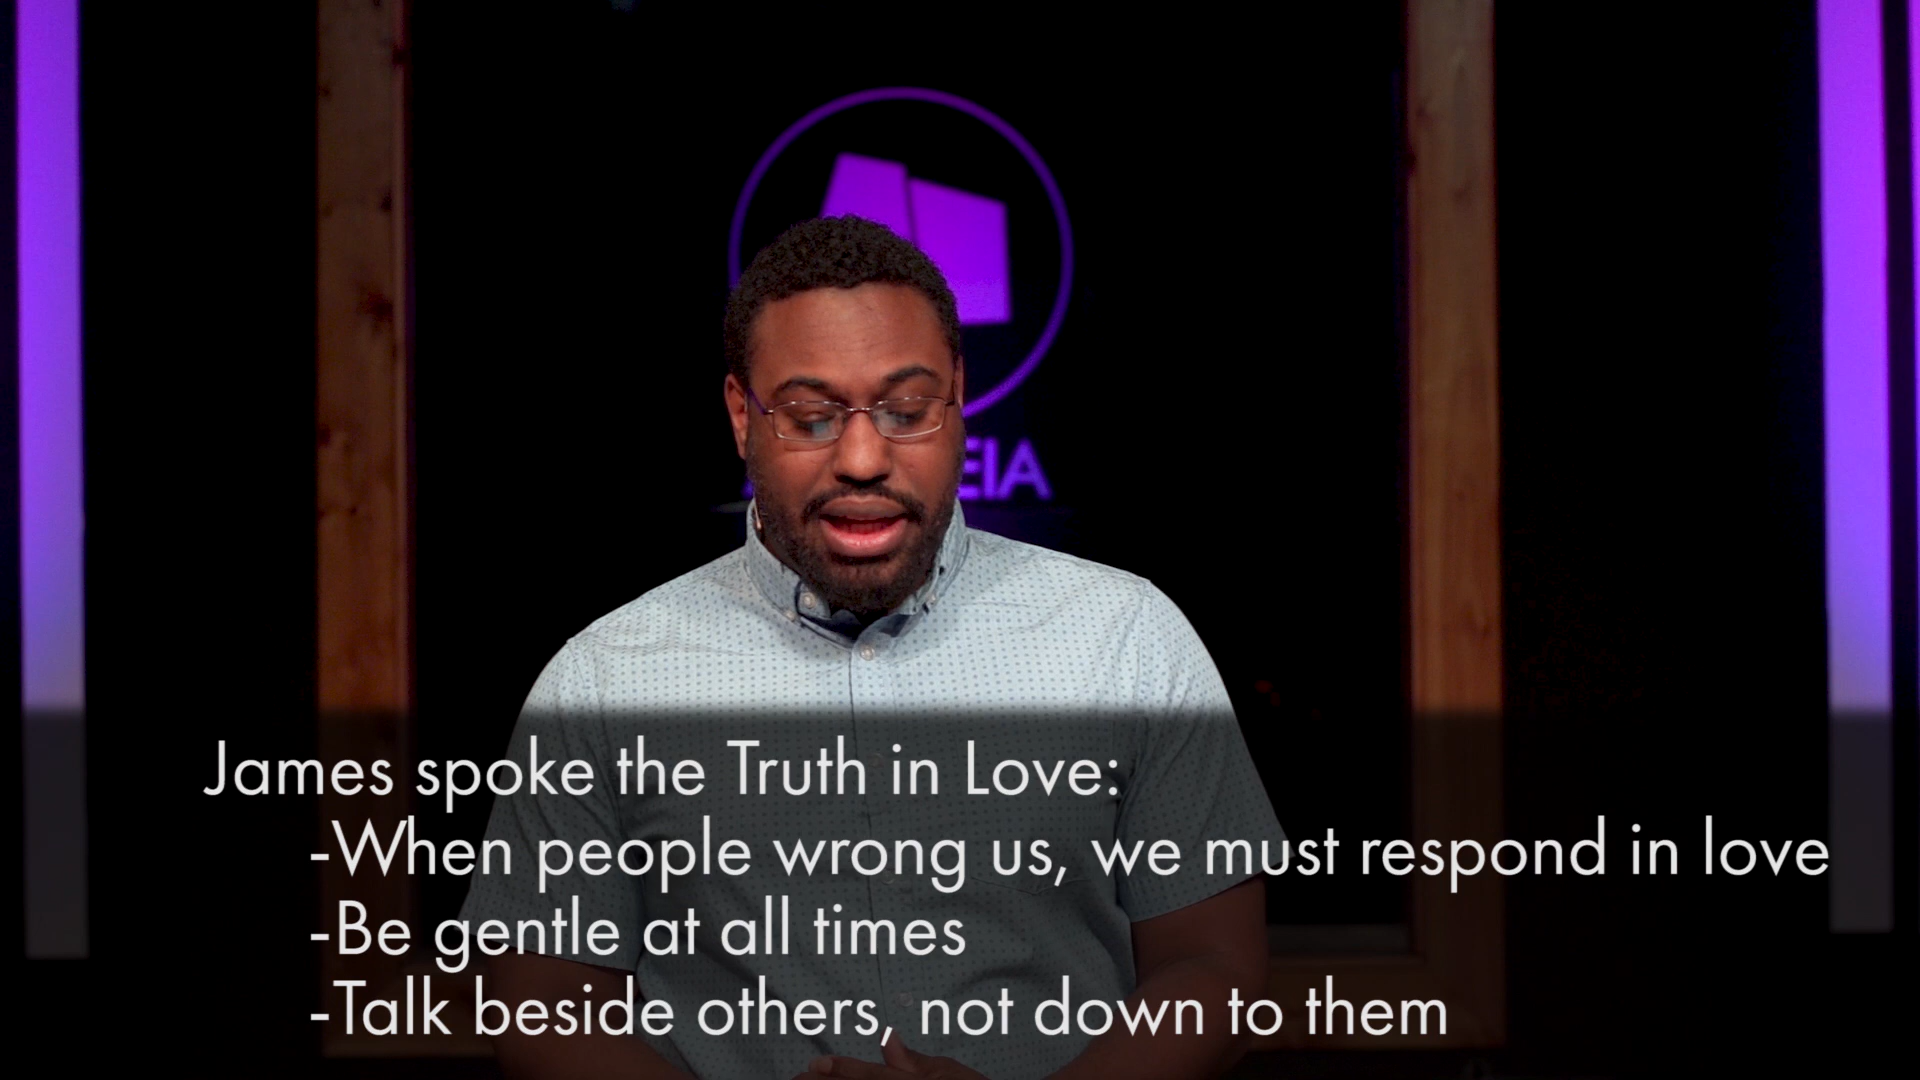 EIA
James spoke the Truth in Love:
-When people wrong us, we must respond in love
-Be gentle at all times
-Talk beside others, not down to them